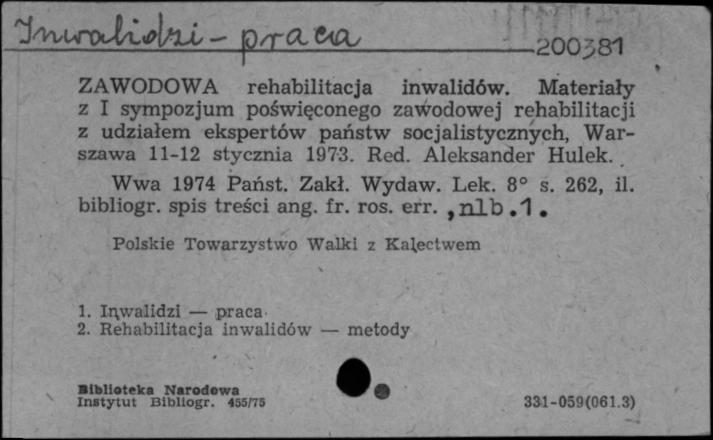 Inwalidzi - praca
200381
ZAWODOWA rehabilitacja inwalidów. Materiały
z I sympozjum poświęconego zawodowej rehabilitacji
z udziałem ekspertów państw socjalistycznych, War-
szawa 11-12 stycznia 1973. Red. Aleksander Hulek.
Wwa 1974 Państ. Zakł. Wydaw. Lek. 8° s. 262, il.
bibliogr. spis treści ang. fr. ros. err. , nlb.1.
Polskie Towarzystwo Walki z Kalectwem
1. Inwalidzi — praca
2. Rehabilitacja inwalidów — metody
Biblioteka Narodowa
Instytut Bibliogr. 455/75
331-059(061.3)